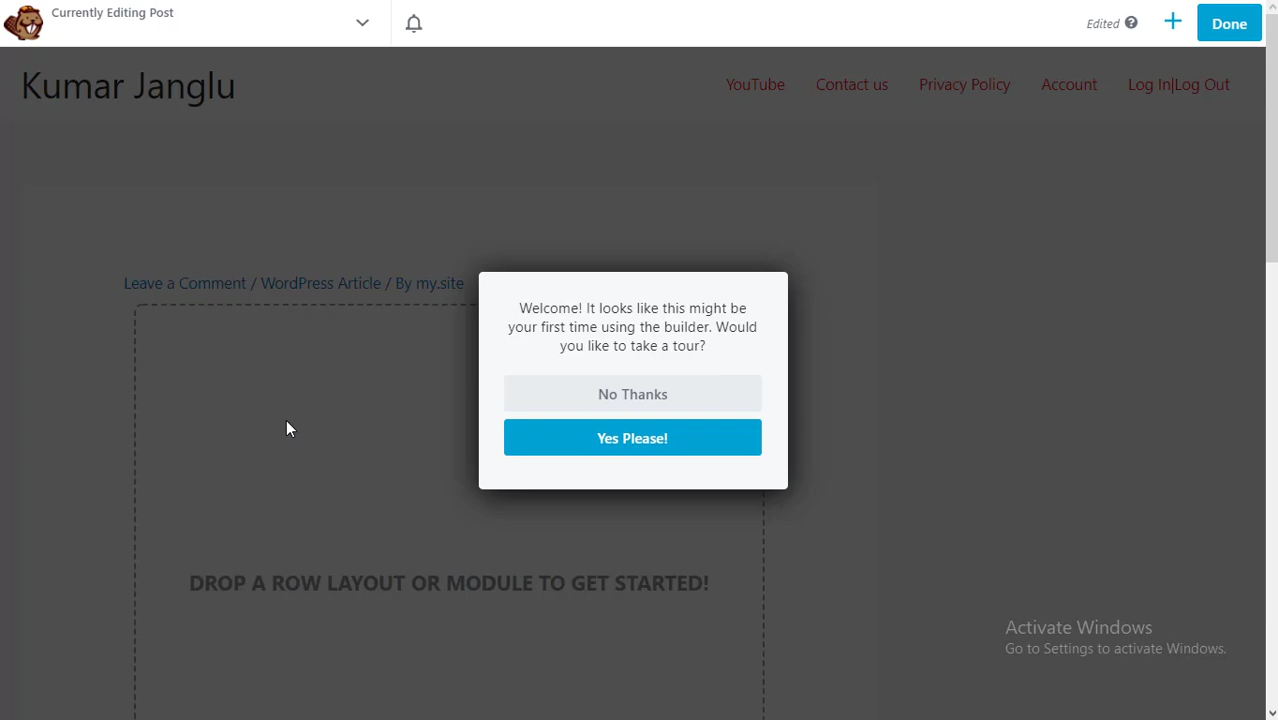 Currently Editing Post
Edited
Done
Kumar Janglu
YouTube Contact us Privacy Policy Account Log In|Log Out
Leave a Comment / WordPress Article / By my.site
Welcome! It looks like this might be
your first time using the builder. Would
you like to take a tour?
No Thanks
Yes Please!
DROP A ROW LAYOUT OR MODULE TO GET STARTED!
Activate Windows
Go to Settings to activate Windows.